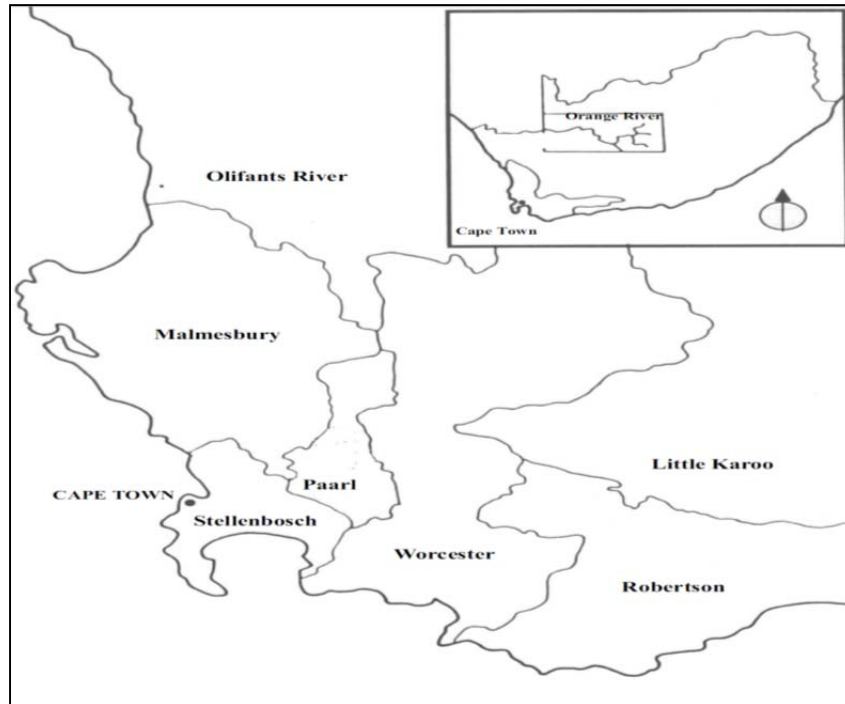 Orange River
Cape Town
Olifants River
Malmesbury
Little Karoo
Paarl
CAPE TOWN
Stellenbosch
Worcester
Robertson